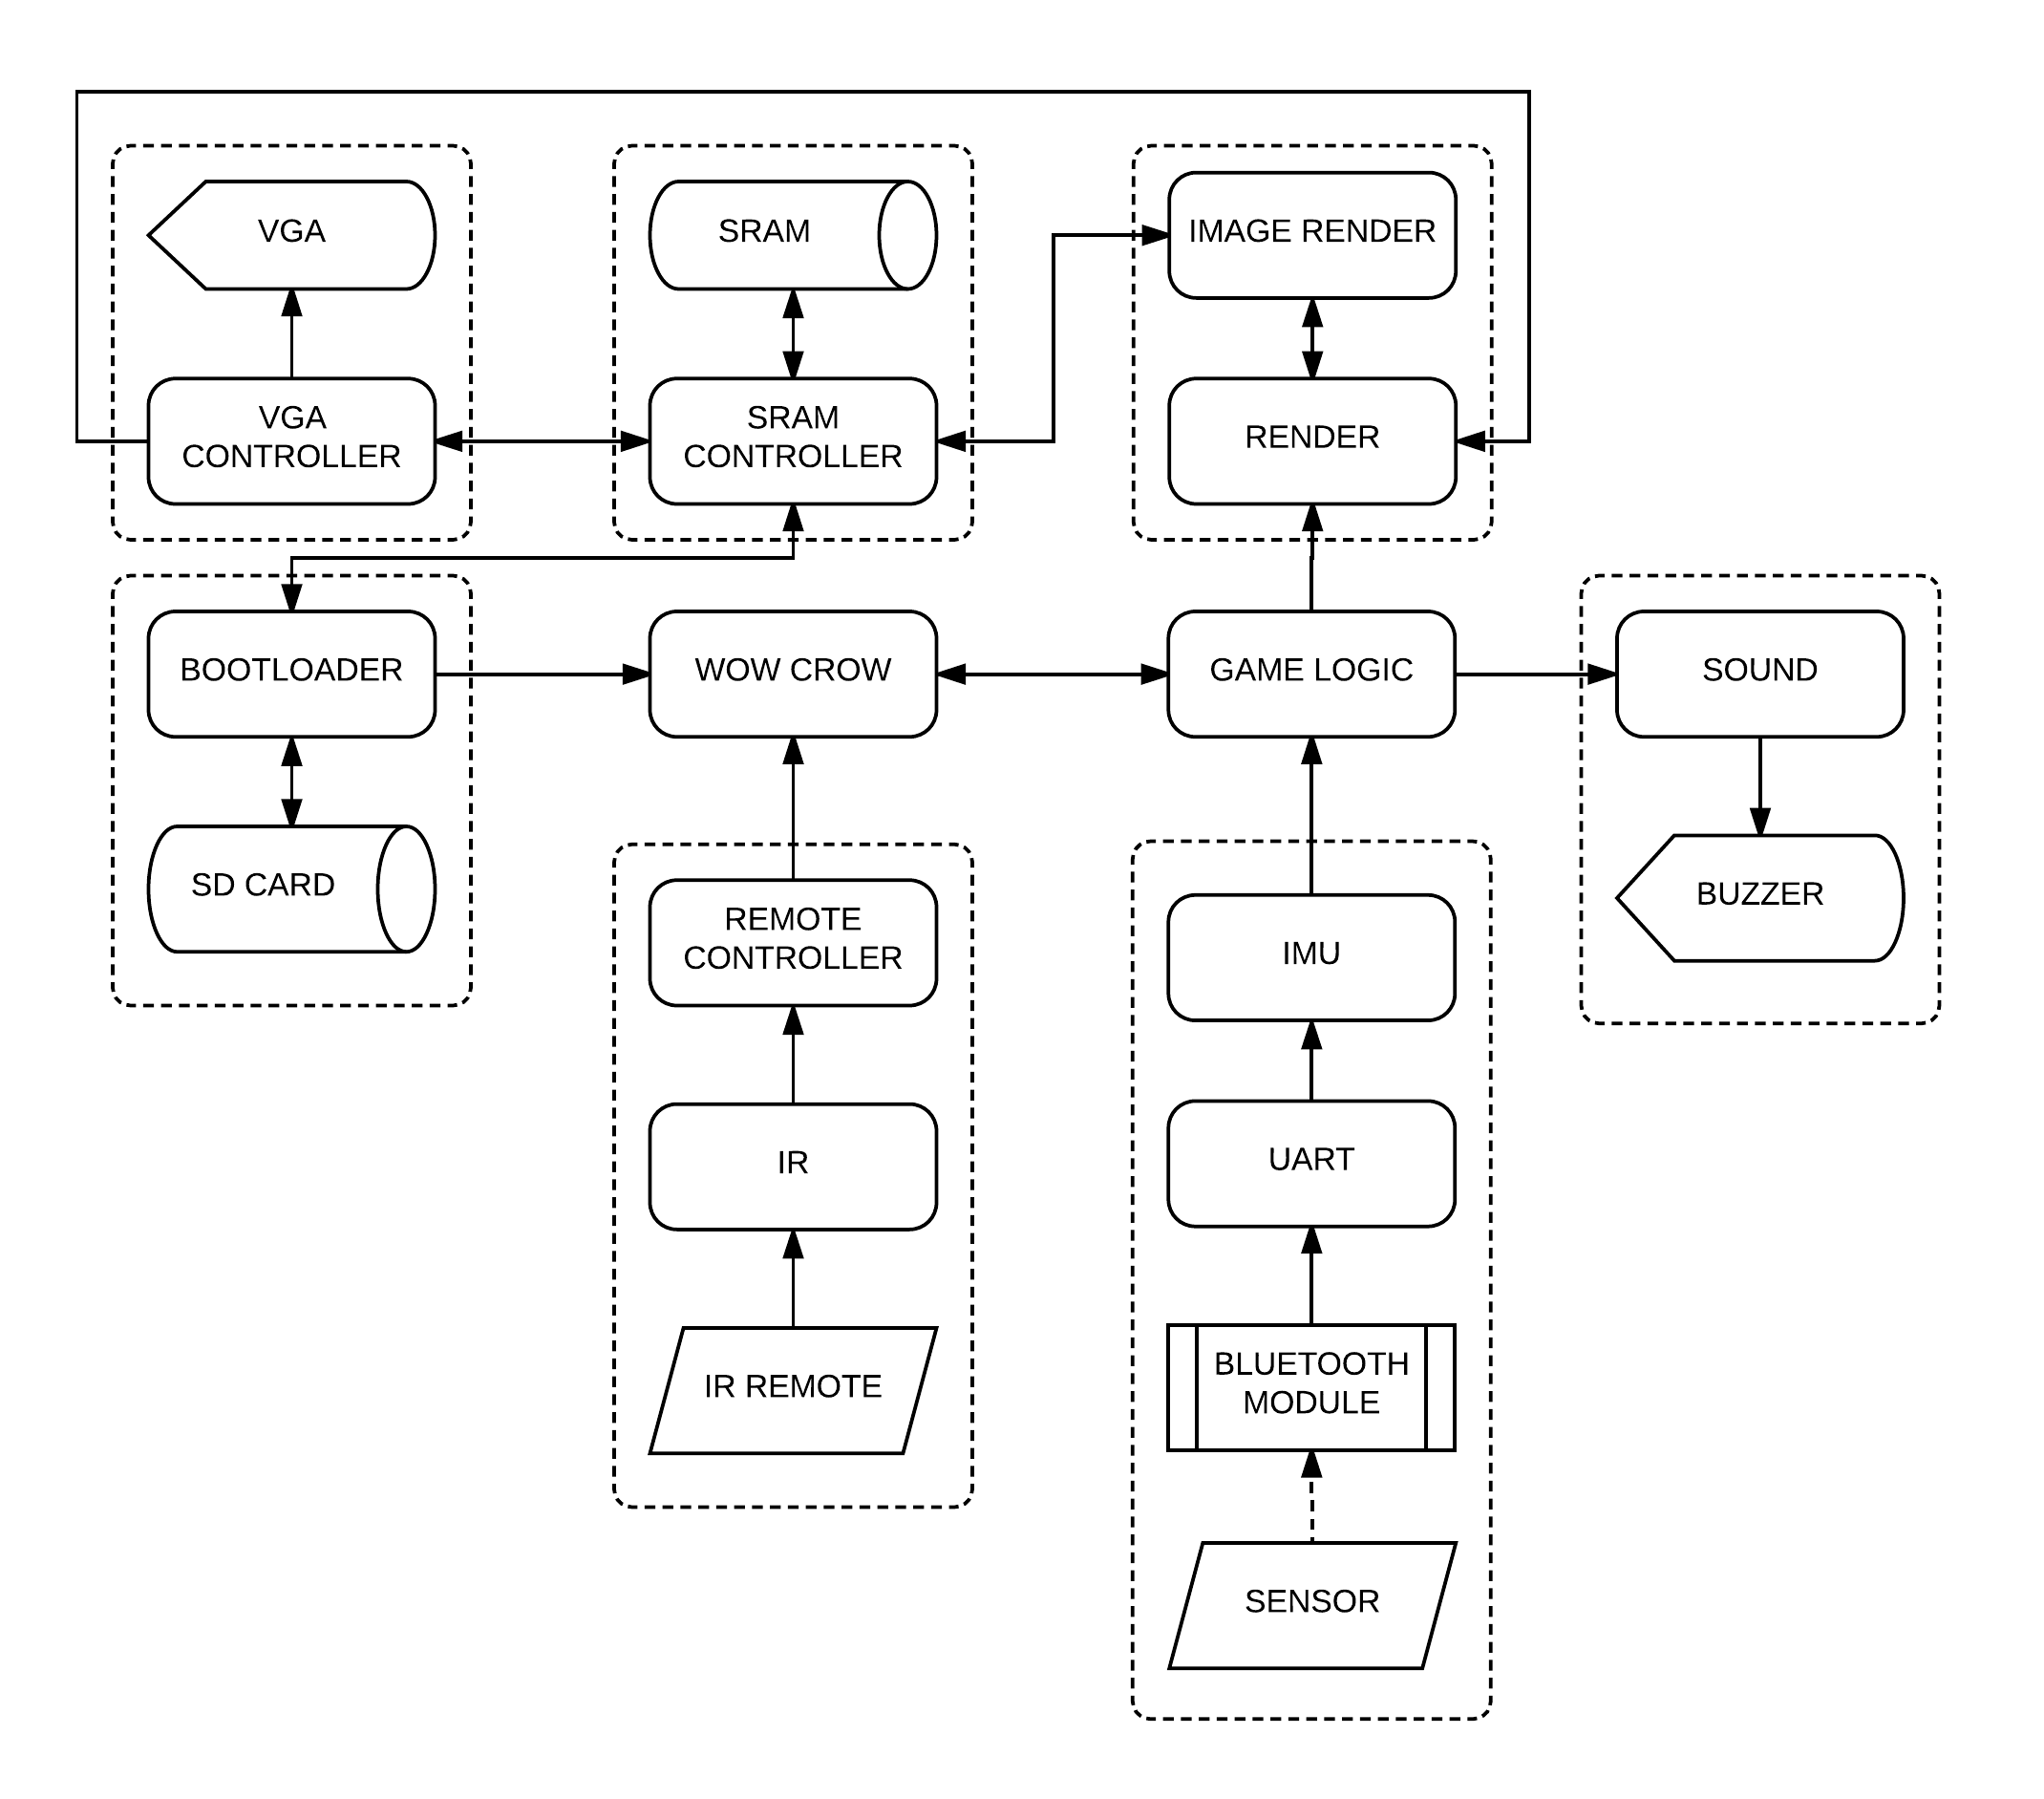 VGA
SRAM
IMAGE RENDER
VGA
CONTROLLER
SRAM
CONTROLLER
RENDER
BOOTLOADER
WOW CROW
GAME LOGIC
SOUND
SD CARD
REMOTE
CONTROLLER
IMU
BUZZER
IR
UART
IR REMOTE
BLUETOOTH
MODULE
SENSOR